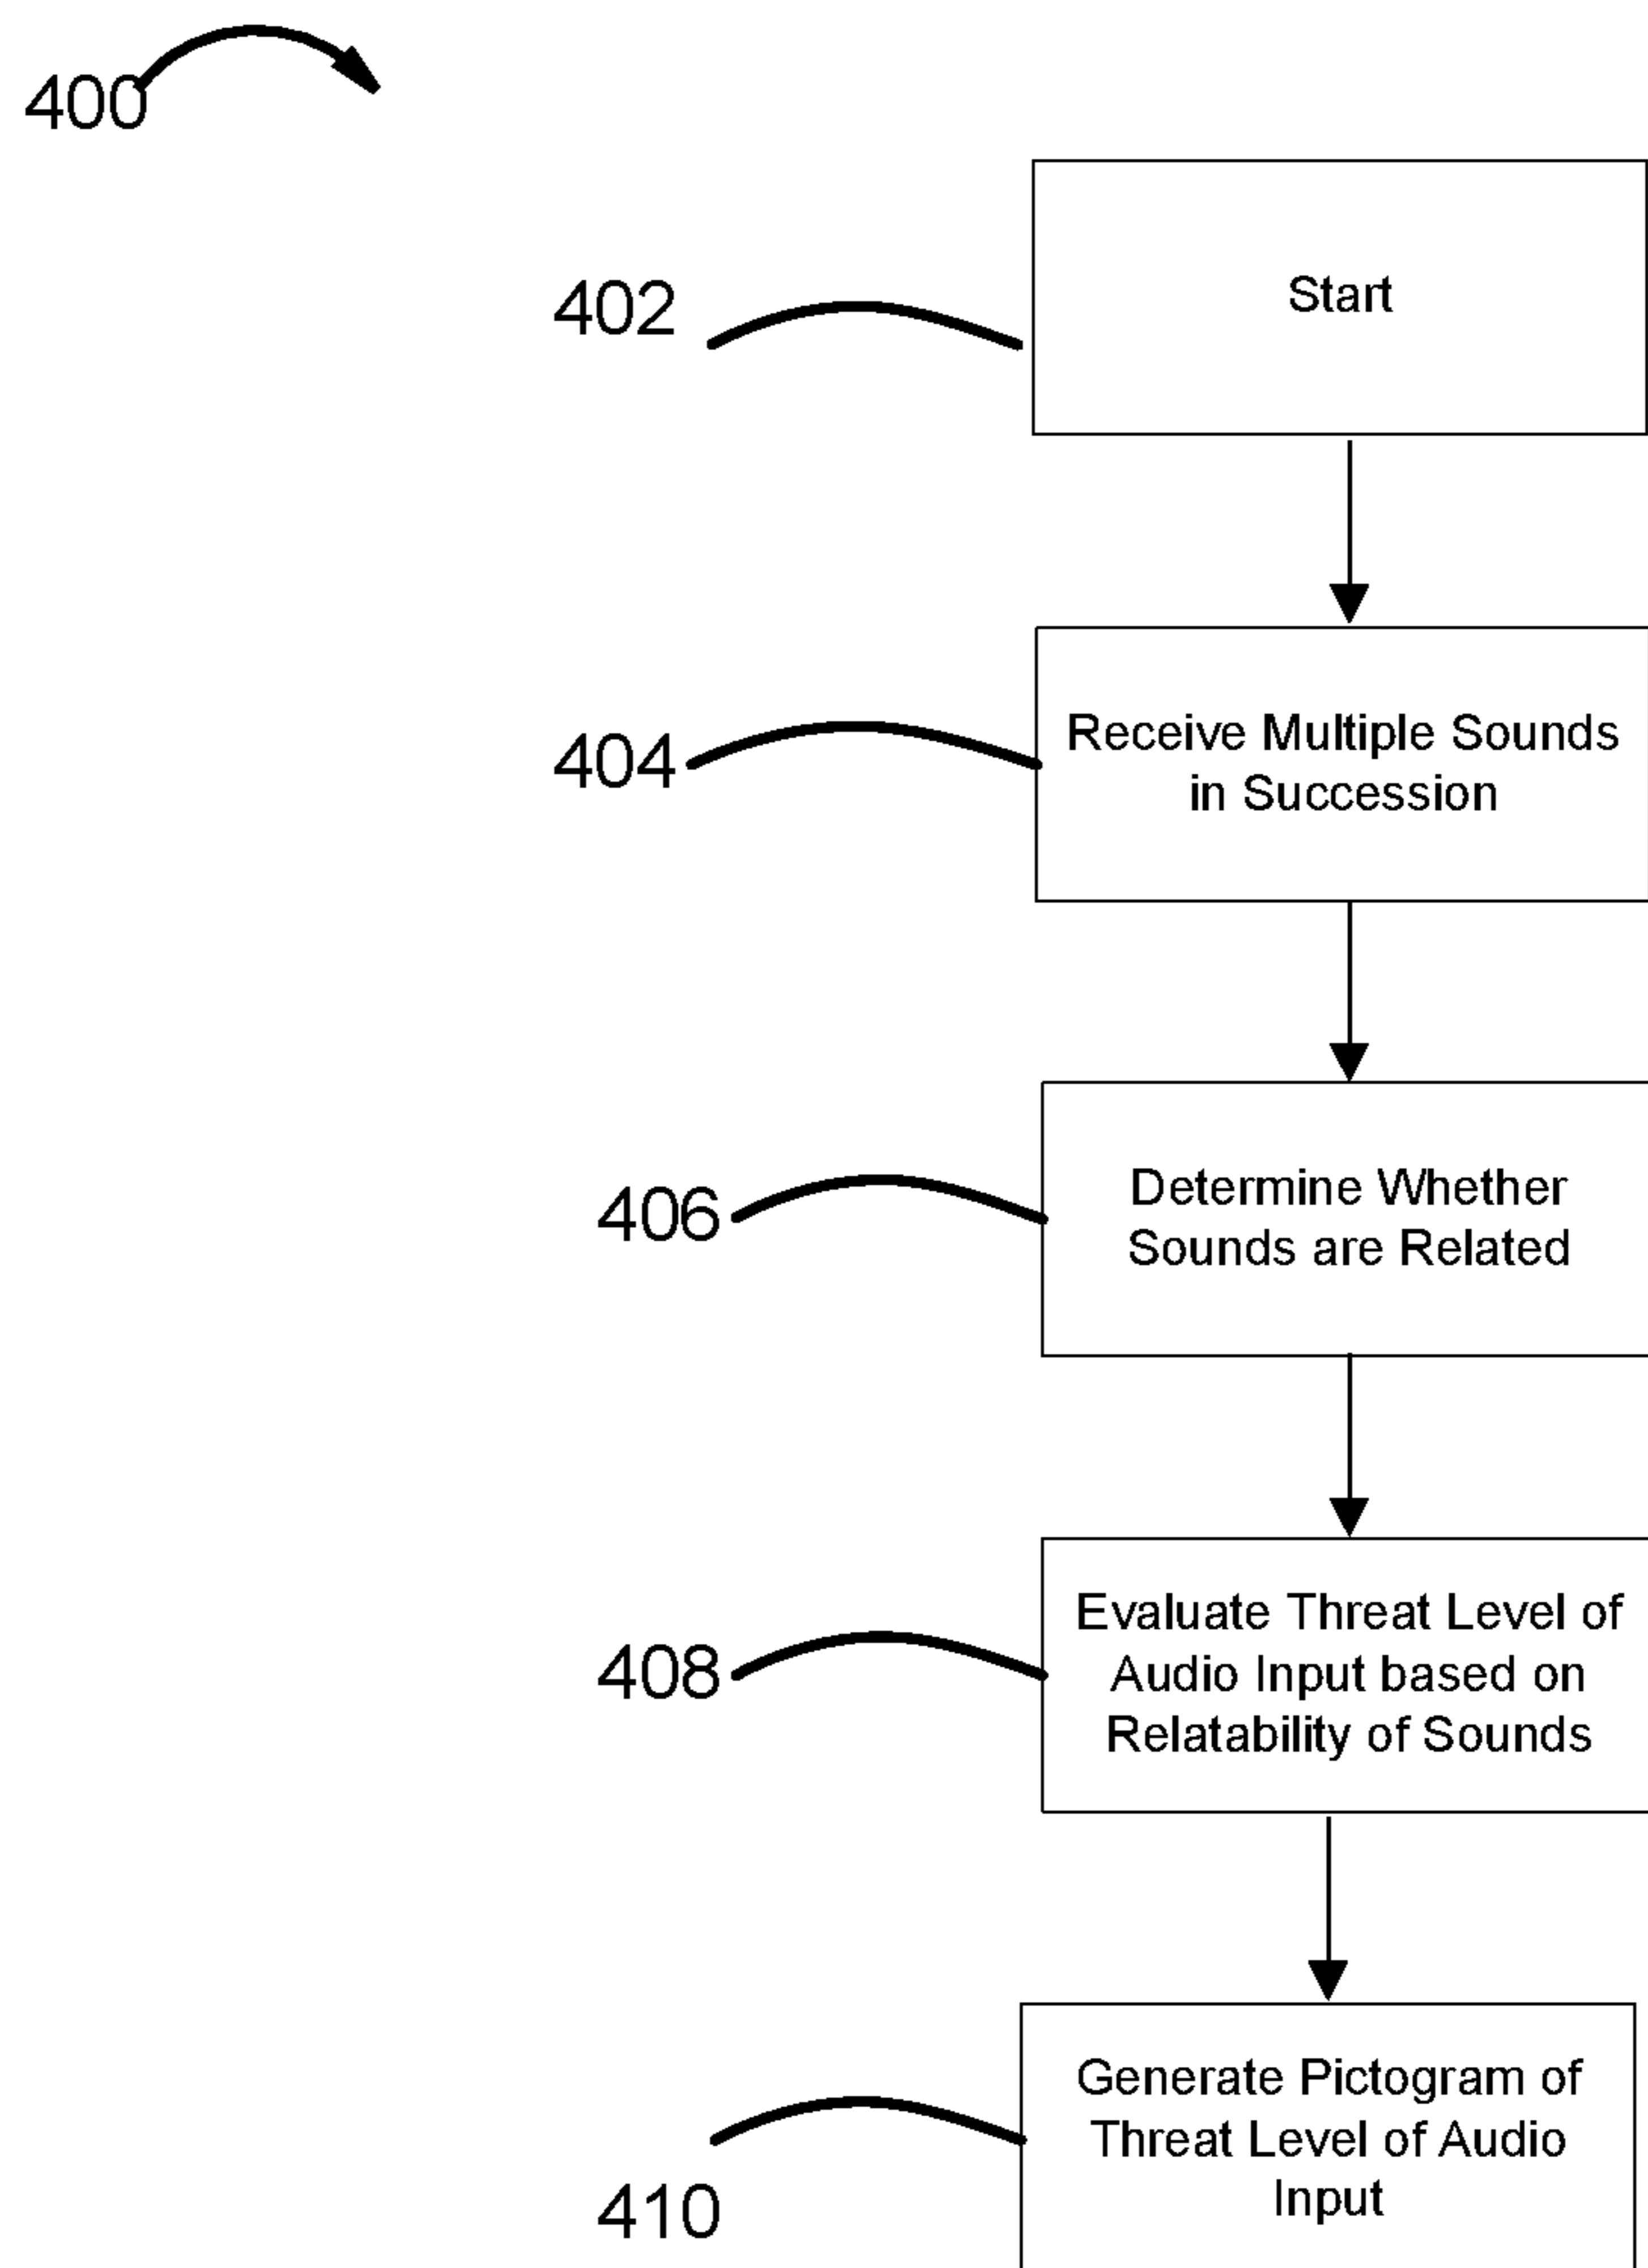 400
402
Start
404
Receive Multiple Sounds
in Succession
406
Determine Whether
Sounds are Related
408
Evaluate Threat Level of
Audio Input based on
Relatability of Sounds
410
Generate Pictogram of
Threat Level of Audio
Input